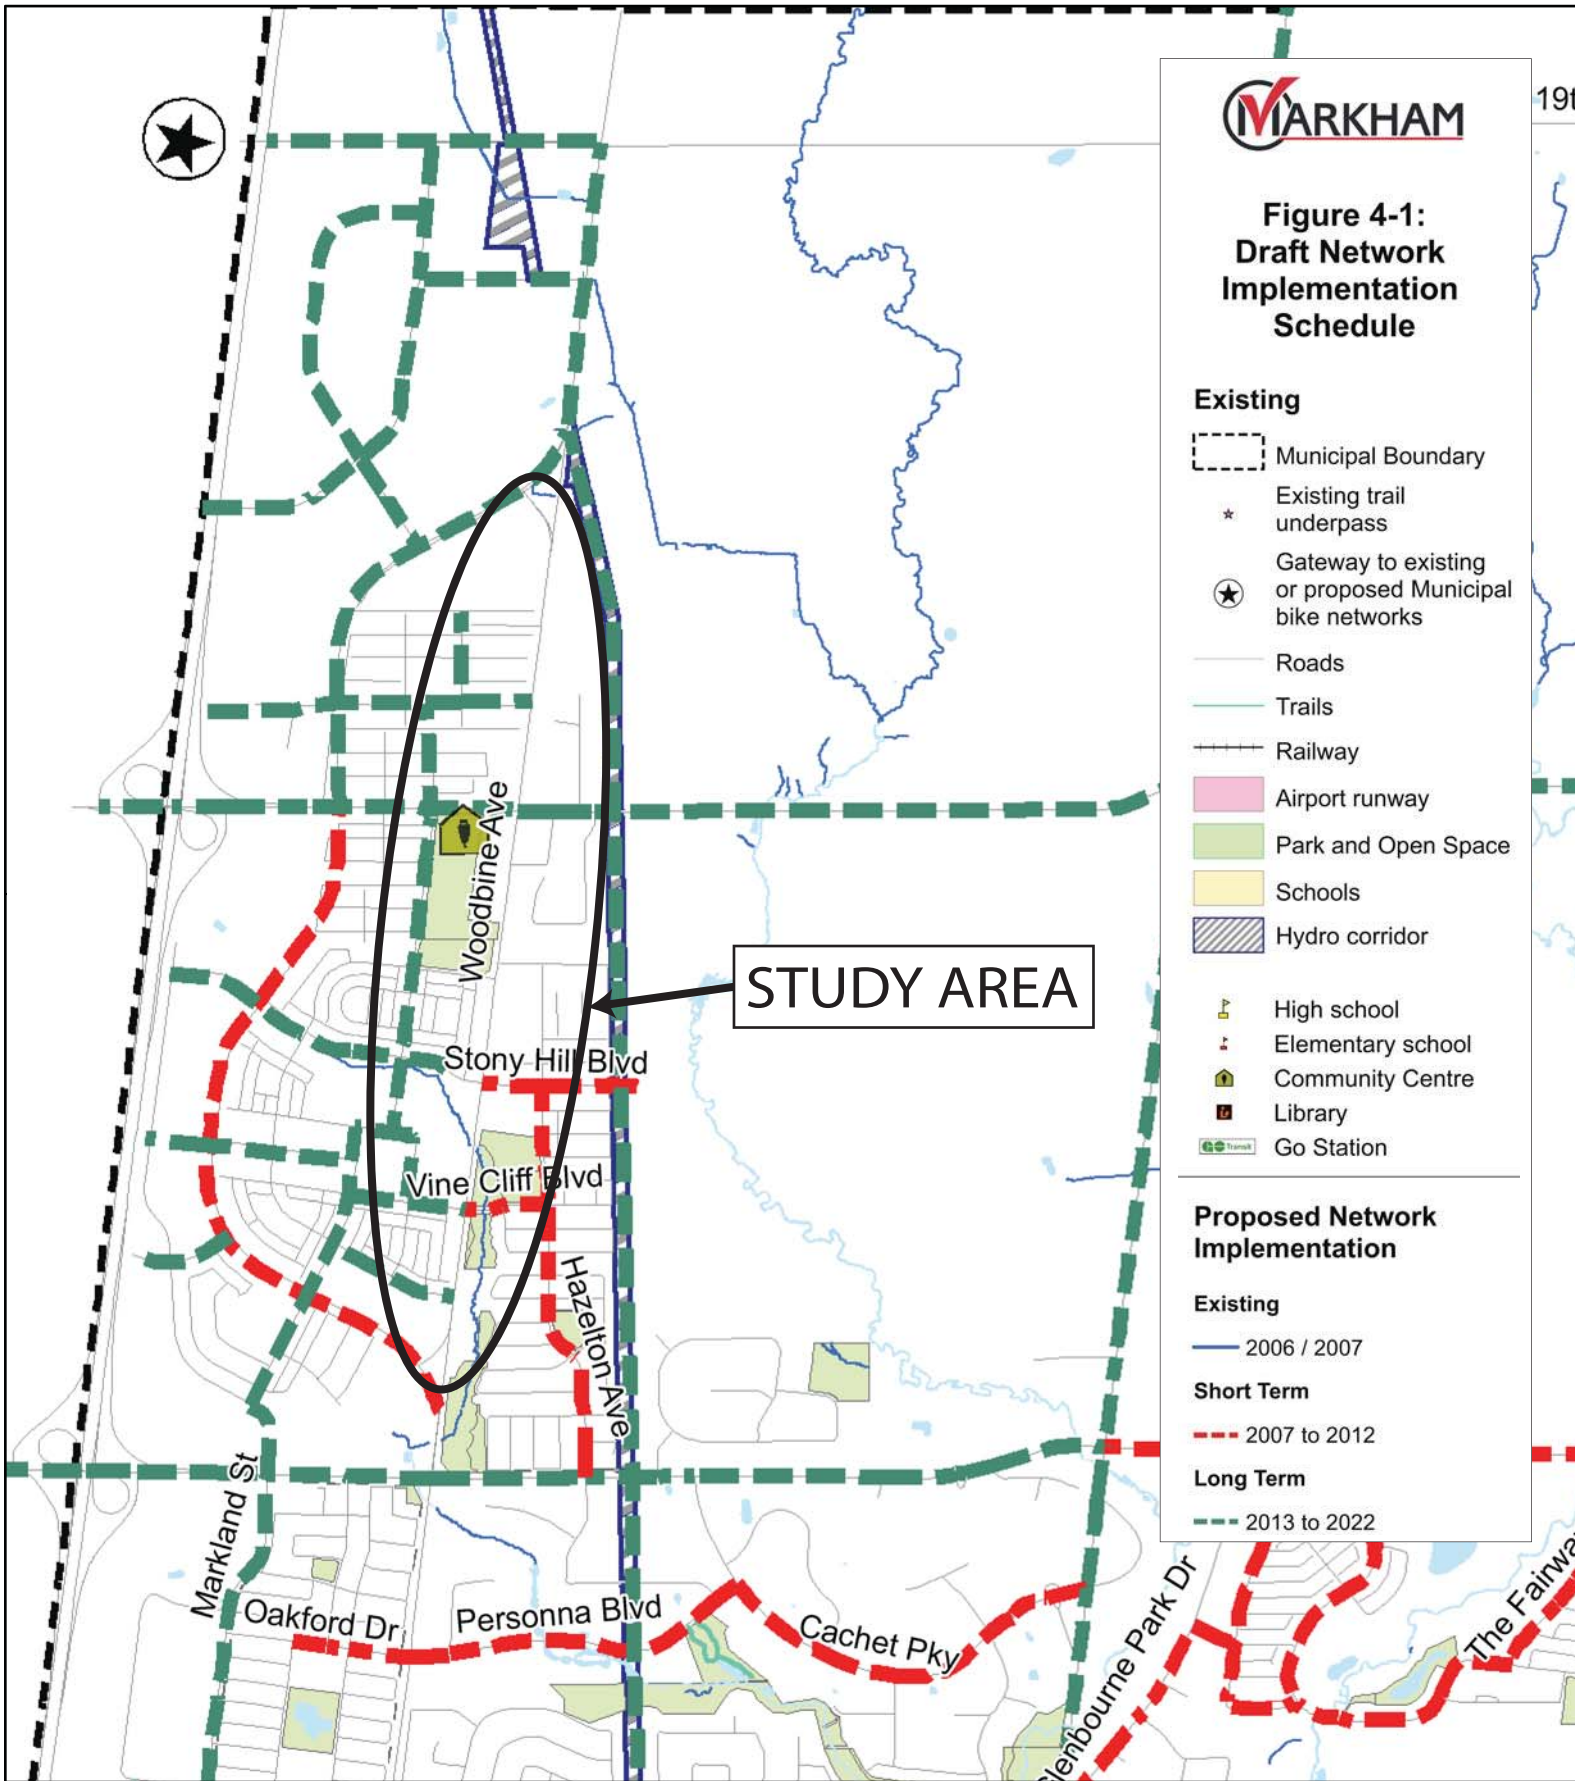 MARKHAM
19t
Figure 4-1:
Draft Network
Implementation
Schedule
Existing
Municipal Boundary
Existing trail
underpass
Gateway to existing
or proposed Municipal
bike networks
Roads
Trails
Railway
Airport runway
Park and Open Space
Schools
Hydro corridor
High school
Elementary school
Community Centre
Library
GO Transit
Go Station
Proposed Network
Implementation
Existing
2006 / 2007
Short Term
2007 to 2012
Long Term
2013 to 2022
Woodbine Ave
STUDY AREA
Stony Hill Blvd
Vine Cliff Blvd
Hazelton Ave
Markland St
Oakford Dr
Personna Blvd
Cachet Pky
Glenbourne Park Dr
The Fairwa